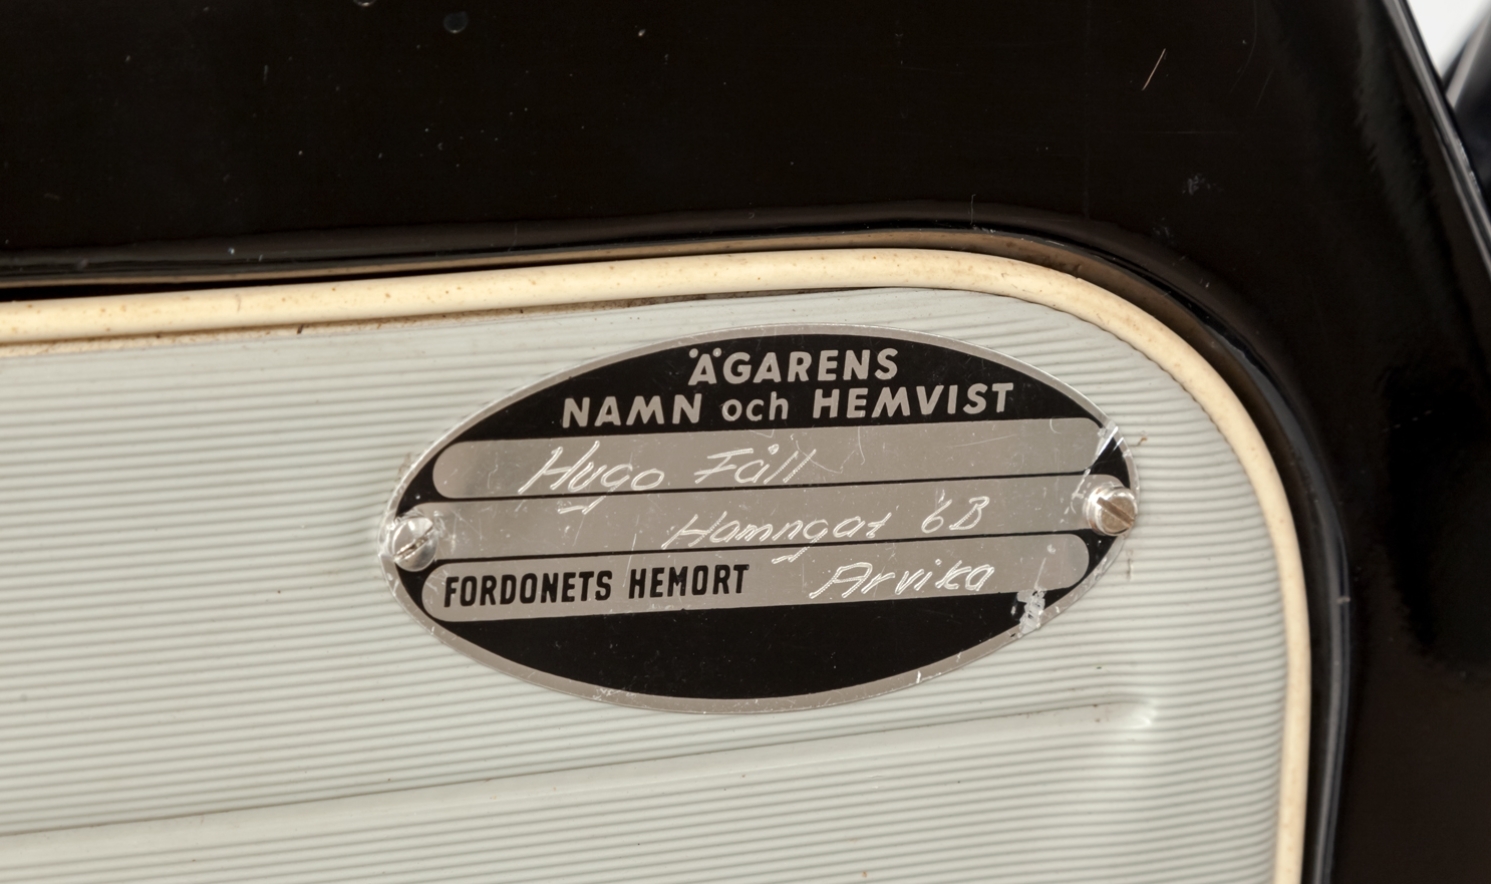 ÄGARENS
NAMN och HEMVIST
Hugo Fäll
Hamngat 6B
FORDONETS HEMORT Arvika